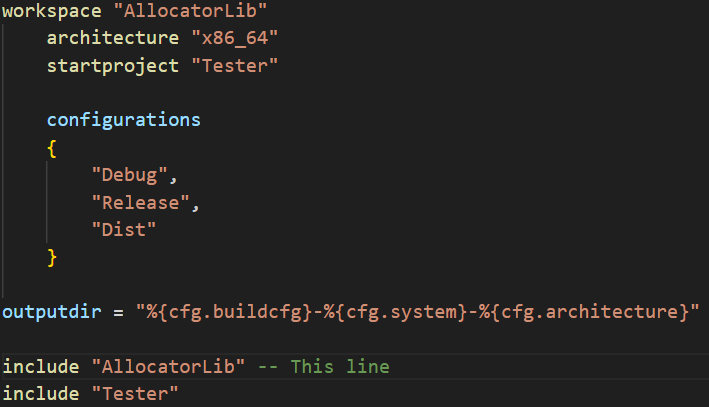 workspace "AllocatorLib"
    architecture "x86_64"
    startproject "Tester"

    configurations
    {
        "Debug",
        "Release",
        "Dist"
    }

outputdir = "%{cfg.buildcfg}-%{cfg.system}-%{cfg.architecture}"

include "AllocatorLib" -- This line
include "Tester"